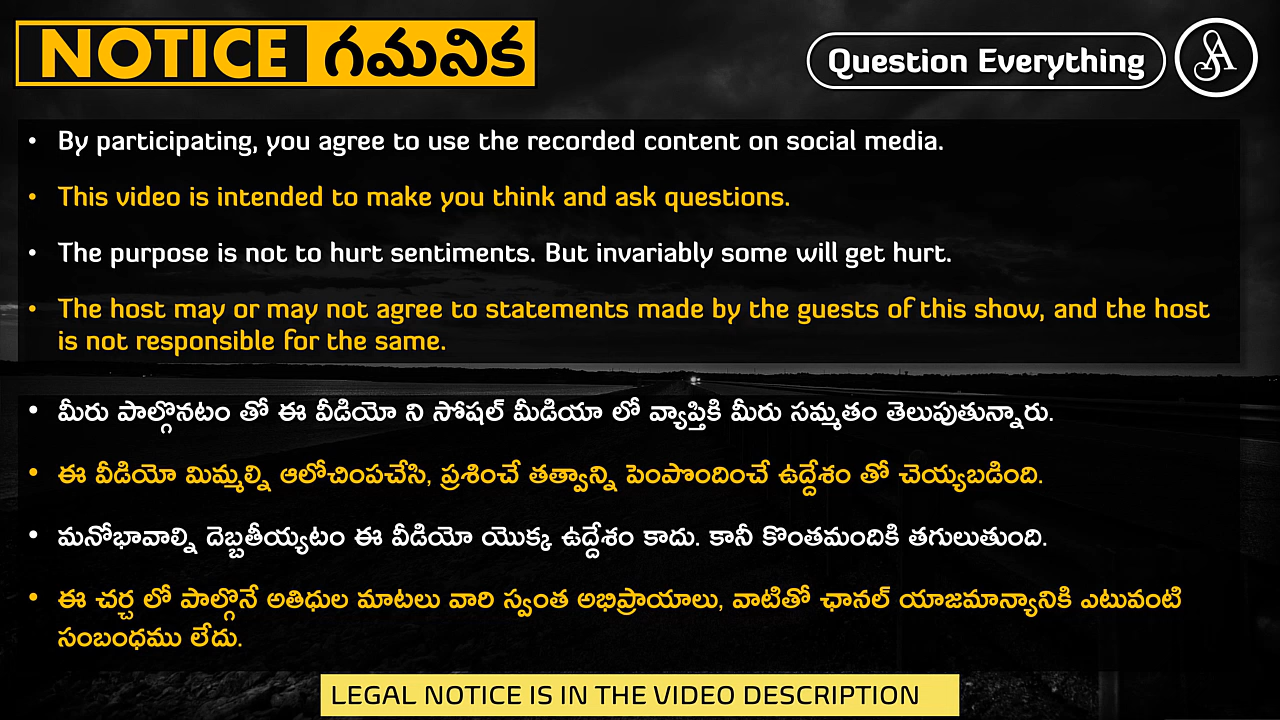 NOTICE గమనిక
Question Everything
• By participating, you agree to use the recorded content on social media.
• This video is intended to make you think and ask questions.
• The purpose is not to hurt sentiments. But invariably some will get hurt.
• The host may or may not agree to statements made by the guests of this show, and the host
is not responsible for the same.
• మీరు పాల్గొనటం తో ఈ వీడియో ని సోషల్ మీడియా లో వ్యాప్తికి మీరు సమ్మతం తెలుపుతున్నారు.
• ఈ వీడియో మిమ్మల్ని ఆలోచింపచేసి, ప్రశించే తత్వాన్ని పెంపొందించే ఉద్దేశం తో చెయ్యబడింది.
• మనోభావాల్ని దెబ్బతీయ్యటం ఈ వీడియో యొక్క ఉద్దేశం కాదు. కానీ కొంతమందికి తగులుతుంది.
• ఈ చర్చ లో పాల్గొనే అతిధుల మాటలు వారి స్వంత అభిప్రాయాలు, వాటితో ఛానల్ యాజమాన్యానికి ఎటువంటి
సంబంధము లేదు.
LEGAL NOTICE IS IN THE VIDEO DESCRIPTION